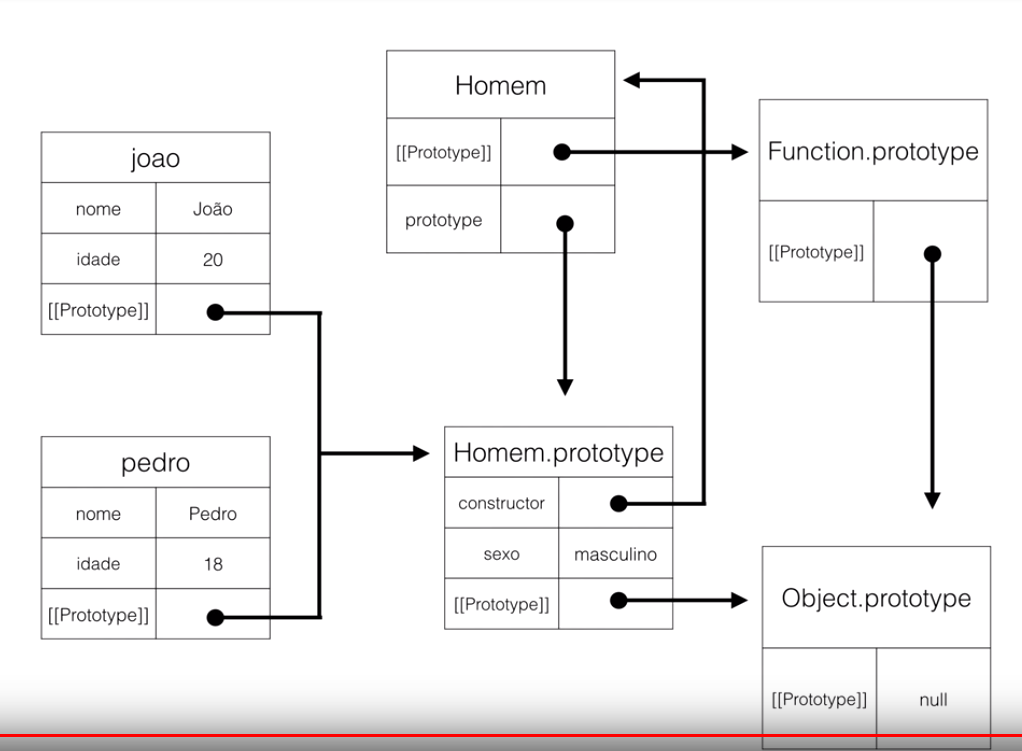 joao
nome João
idade 20
[[Prototype]]
pedro
nome Pedro
idade 18
[[Prototype]]
Homem
[[Prototype]]
prototype
Homem.prototype
constructor
sexo masculino
[[Prototype]]
Function.prototype
[[Prototype]]
Object.prototype
[[Prototype]] null